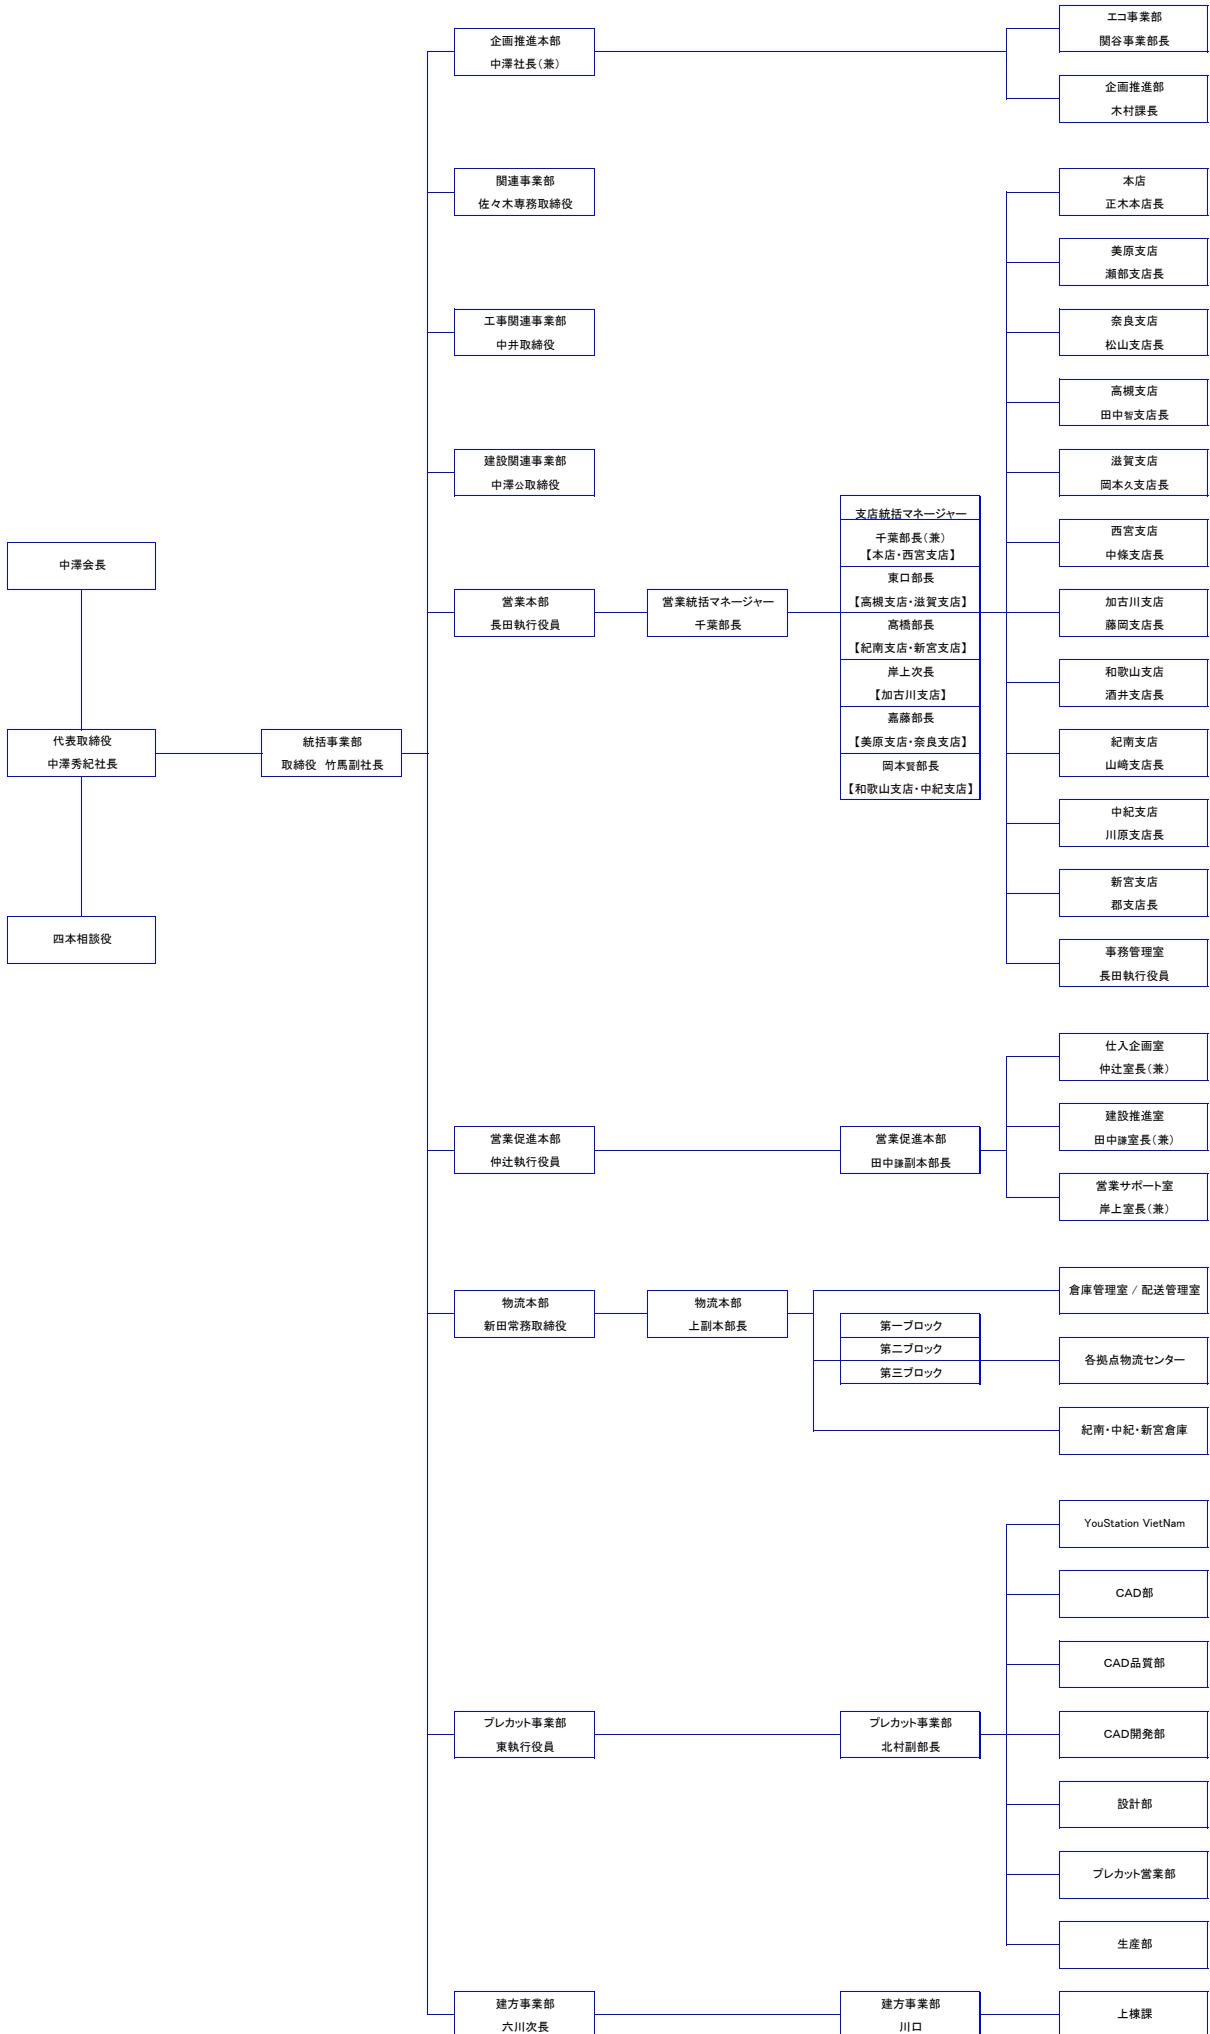 中澤会長
代表取締役
中澤秀紀社長
四本相談役
統括事業部
取締役　竹馬副社長
企画推進本部
中澤社長（兼）
エコ事業部
関谷事業部長
企画推進部
木村課長
関連事業部
佐々木専務取締役
工事関連事業部
中井取締役
建設関連事業部
中澤公取締役
営業本部
長田執行役員
営業統括マネージャー
千葉部長
支店統括マネージャー
千葉部長（兼）
【本店・西宮支店】
東口部長
【高槻支店・滋賀支店】
髙橋部長
【紀南支店・新宮支店】
岸上次長
【加古川支店】
嘉藤部長
【美原支店・奈良支店】
岡本賢部長
【和歌山支店・中紀支店】
本店
正木本店長
美原支店
瀬部支店長
奈良支店
松山支店長
高槻支店
田中智支店長
滋賀支店
岡本久支店長
西宮支店
中條支店長
加古川支店
藤岡支店長
和歌山支店
酒井支店長
紀南支店
山﨑支店長
中紀支店
川原支店長
新宮支店
郡支店長
事務管理室
長田執行役員
営業促進本部
仲辻執行役員
営業促進本部
田中謙副本部長
仕入企画室
仲辻室長（兼）
建設推進室
田中謙室長（兼）
営業サポート室
岸上室長（兼）
物流本部
新田常務取締役
物流本部
上副本部長
第一ブロック
第二ブロック
第三ブロック
倉庫管理室 / 配送管理室
各拠点物流センター
紀南・中紀・新宮倉庫
プレカット事業部
東執行役員
プレカット事業部
北村副部長
YouStation VietNam
CAD部
CAD品質部
CAD開発部
設計部
プレカット営業部
生産部
建方事業部
六川次長
建方事業部
川口
上棟課